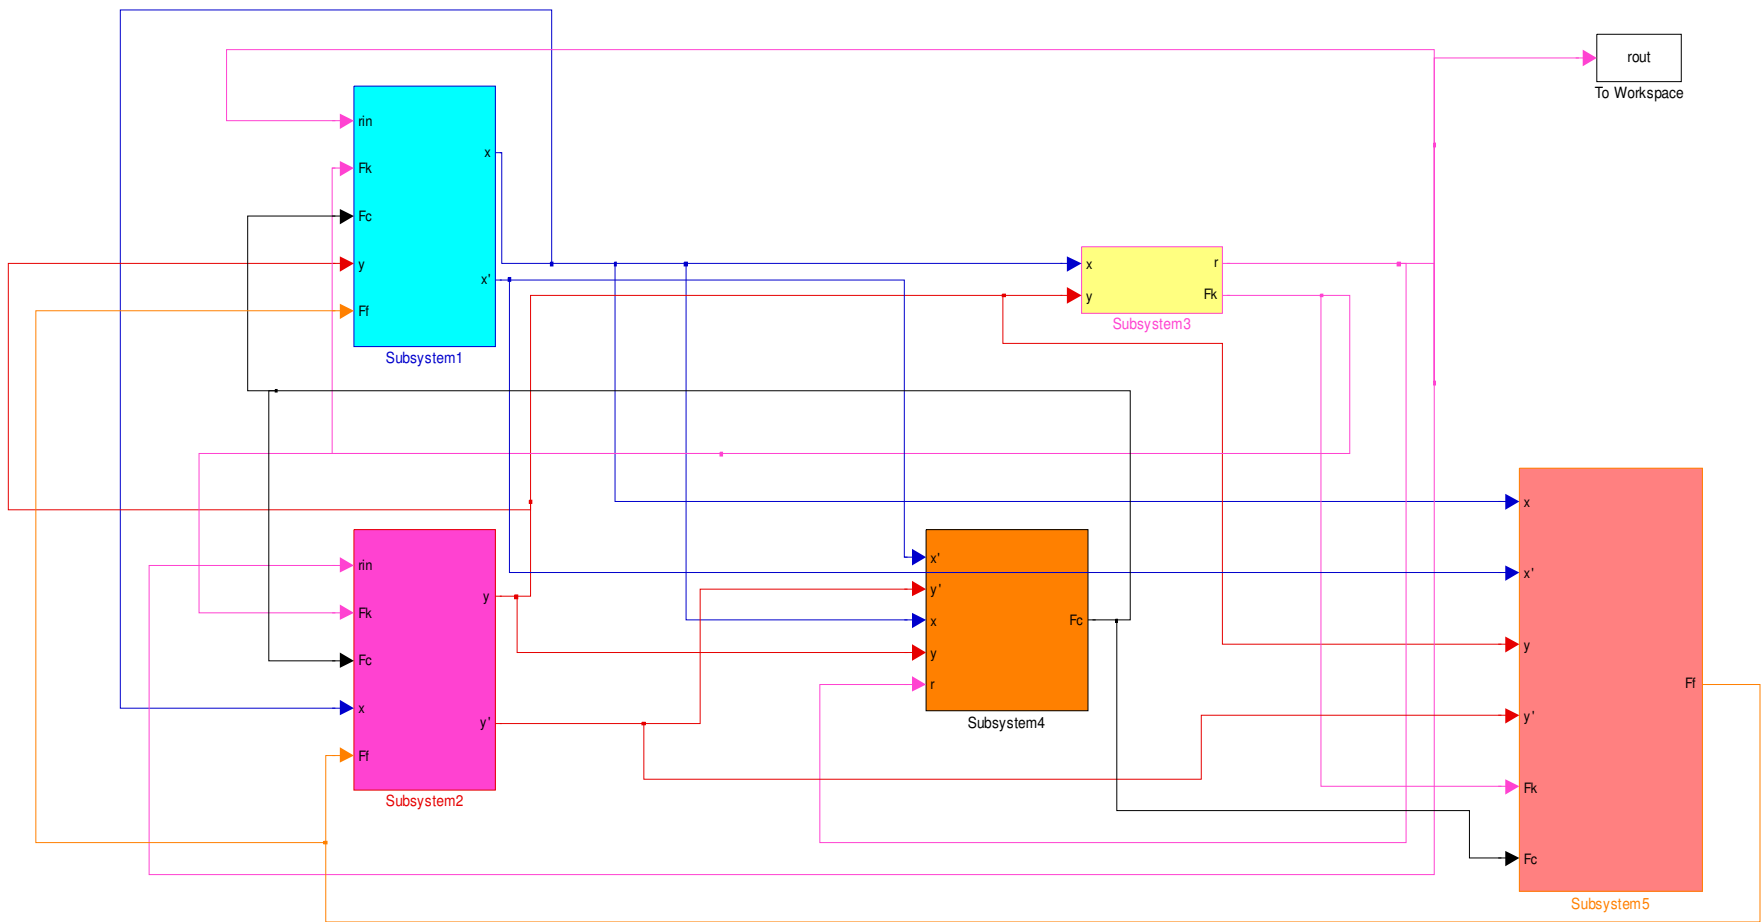 rout
To Workspace
rin
Fk
Fc
y
Ff
x
x'
Subsystem1
x
y
r
Fk
Subsystem3
rin
Fk
Fc
x
Ff
y
y'
Subsystem2
x'
y'
x
y
r
Fc
Subsystem4
x
x'
y
y'
Fk
Fc
Ff
Subsystem5